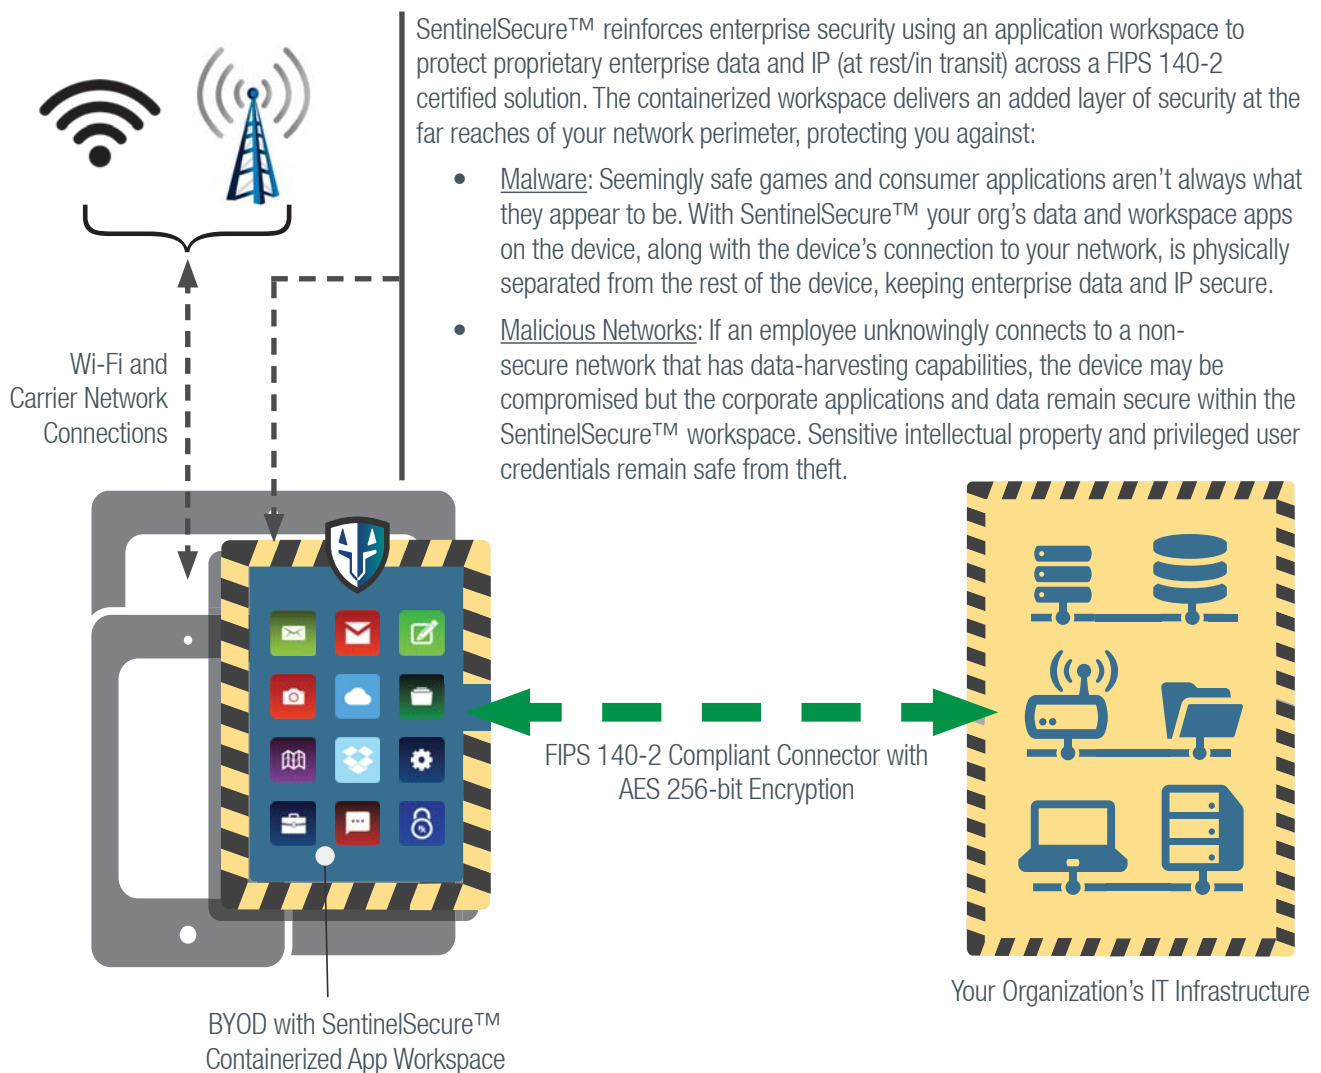 SentinelSecure™ reinforces enterprise security using an application workspace to
protect proprietary enterprise data and IP (at rest/in transit) across a FIPS 140-2
certified solution. The containerized workspace delivers an added layer of security at the
far reaches of your network perimeter, protecting you against:
• Malware: Seemingly safe games and consumer applications aren’t always what
they appear to be. With SentinelSecure™ your org’s data and workspace apps
on the device, along with the device’s connection to your network, is physically
separated from the rest of the device, keeping enterprise data and IP secure.
• Malicious Networks: If an employee unknowingly connects to a non-
secure network that has data-harvesting capabilities, the device may be
compromised but the corporate applications and data remain secure within the
SentinelSecure™ workspace. Sensitive intellectual property and privileged user
credentials remain safe from theft.
Wi-Fi and
Carrier Network
Connections
FIPS 140-2 Compliant Connector with
AES 256-bit Encryption
Your Organization’s IT Infrastructure
BYOD with SentinelSecure™
Containerized App Workspace